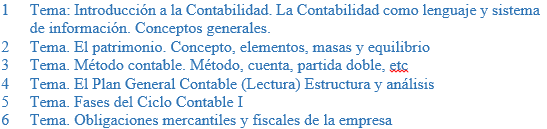 1 Tema: Introducción a la Contabilidad. La Contabilidad como lenguaje y sistema
de información. Conceptos generales.
2 Tema. El patrimonio. Concepto, elementos, masas y equilibrio
3 Tema. Método contable. Método, cuenta, partida doble, etc
4 Tema. El Plan General Contable (Lectura) Estructura y análisis
5 Tema. Fases del Ciclo Contable I
6 Tema. Obligaciones mercantiles y fiscales de la empresa